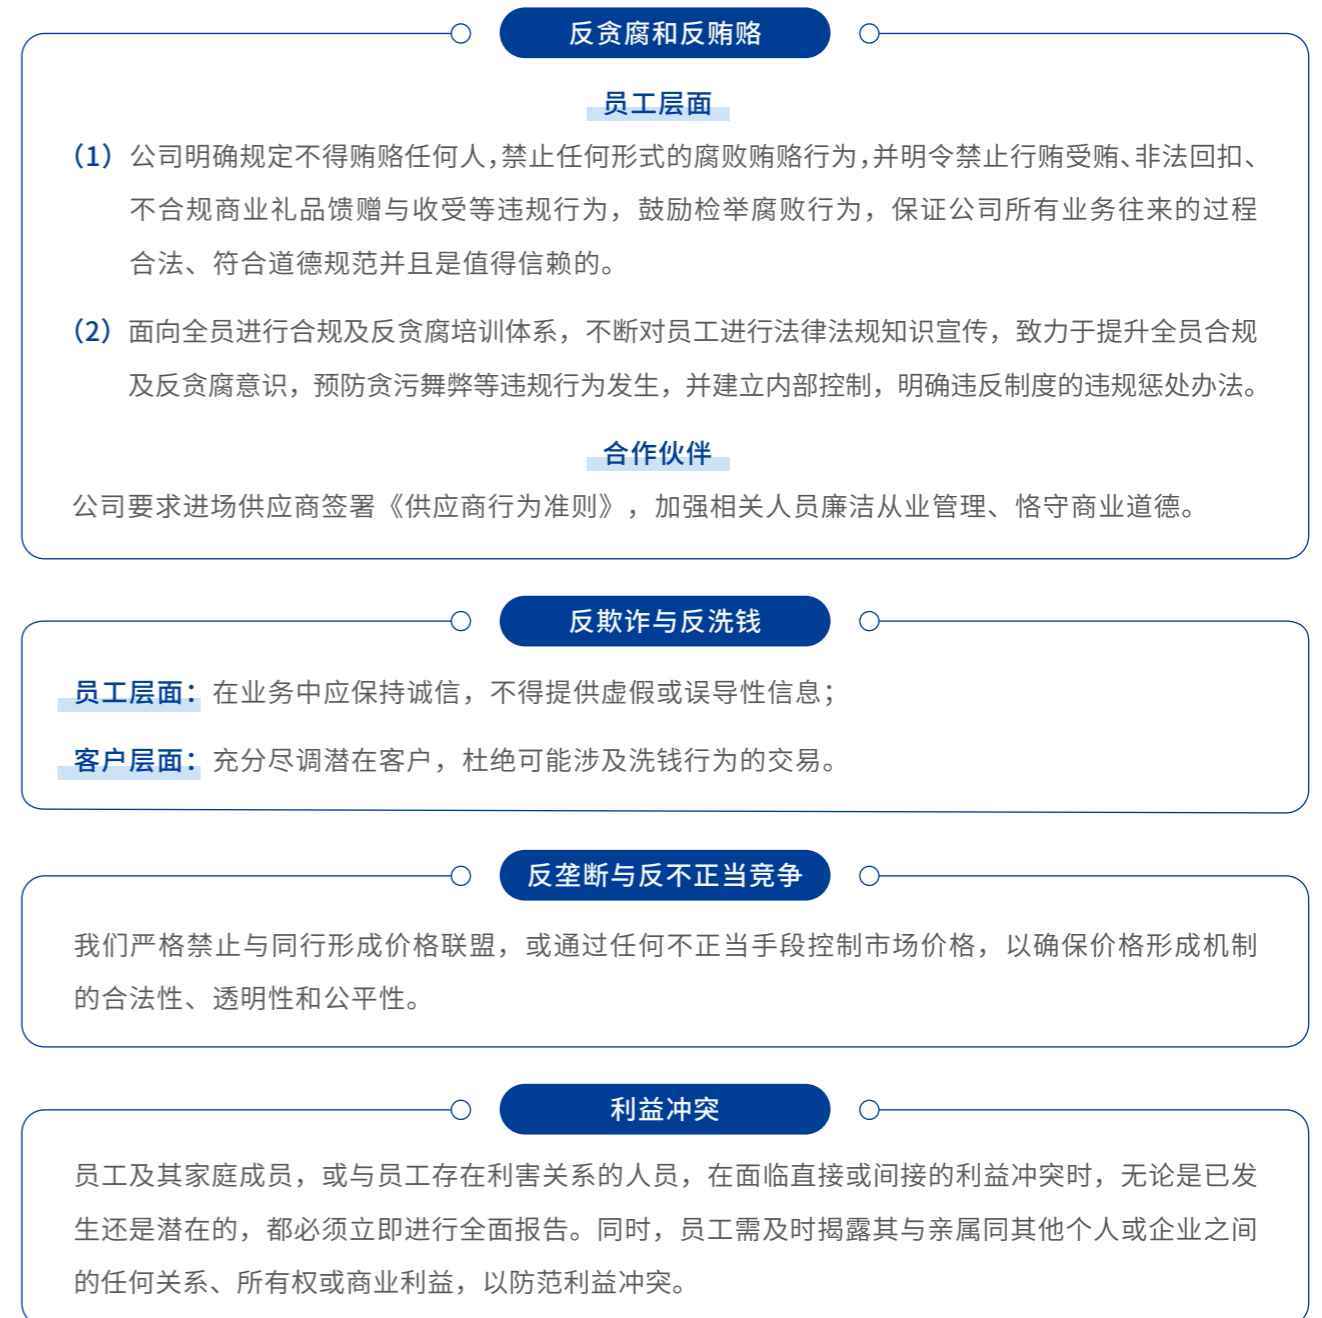 反贪腐和反贿赂
员工层面
（1）公司明确规定不得贿赂任何人，禁止任何形式的腐败贿赂行为，并明令禁止行贿受贿、非法回扣、
不合规商业礼品馈赠与收受等违规行为，鼓励检举腐败行为，保证公司所有业务往来的过程
合法、符合道德规范并且是值得信赖的。
（2）面向全员进行合规及反贪腐培训体系，不断对员工进行法律法规知识宣传，致力于提升全员合规
及反贪腐意识，预防贪污舞弊等违规行为发生，并建立内部控制，明确违反制度的违规惩处办法。
合作伙伴
公司要求进场供应商签署《供应商行为准则》，加强相关人员廉洁从业管理、恪守商业道德。
反欺诈与反洗钱
员工层面：在业务中应保持诚信，不得提供虚假或误导性信息；
客户层面：充分尽调潜在客户，杜绝可能涉及洗钱行为的交易。
反垄断与反不正当竞争
我们严格禁止与同行形成价格联盟，或通过任何不正当手段控制市场价格，以确保价格形成机制
的合法性、透明性和公平性。
利益冲突
员工及其家庭成员，或与员工存在利害关系的人员，在面临直接或间接的利益冲突时，无论是已发
生还是潜在的，都必须立即进行全面报告。同时，员工需及时揭露其与亲属同其他个人或企业之间
的任何关系、所有权或商业利益，以防范利益冲突。